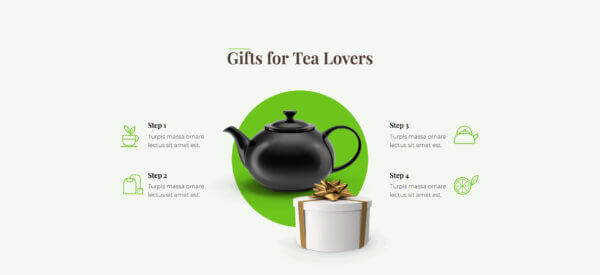 Gifts for Tea Lovers
Step 1
Turpis massa ornare
lectus sit amet est.
Step 2
Turpis massa ornare
lectus sit amet est.
Step 3
Turpis massa ornare
lectus sit amet est.
Step 4
Turpis massa ornare
lectus sit amet est.